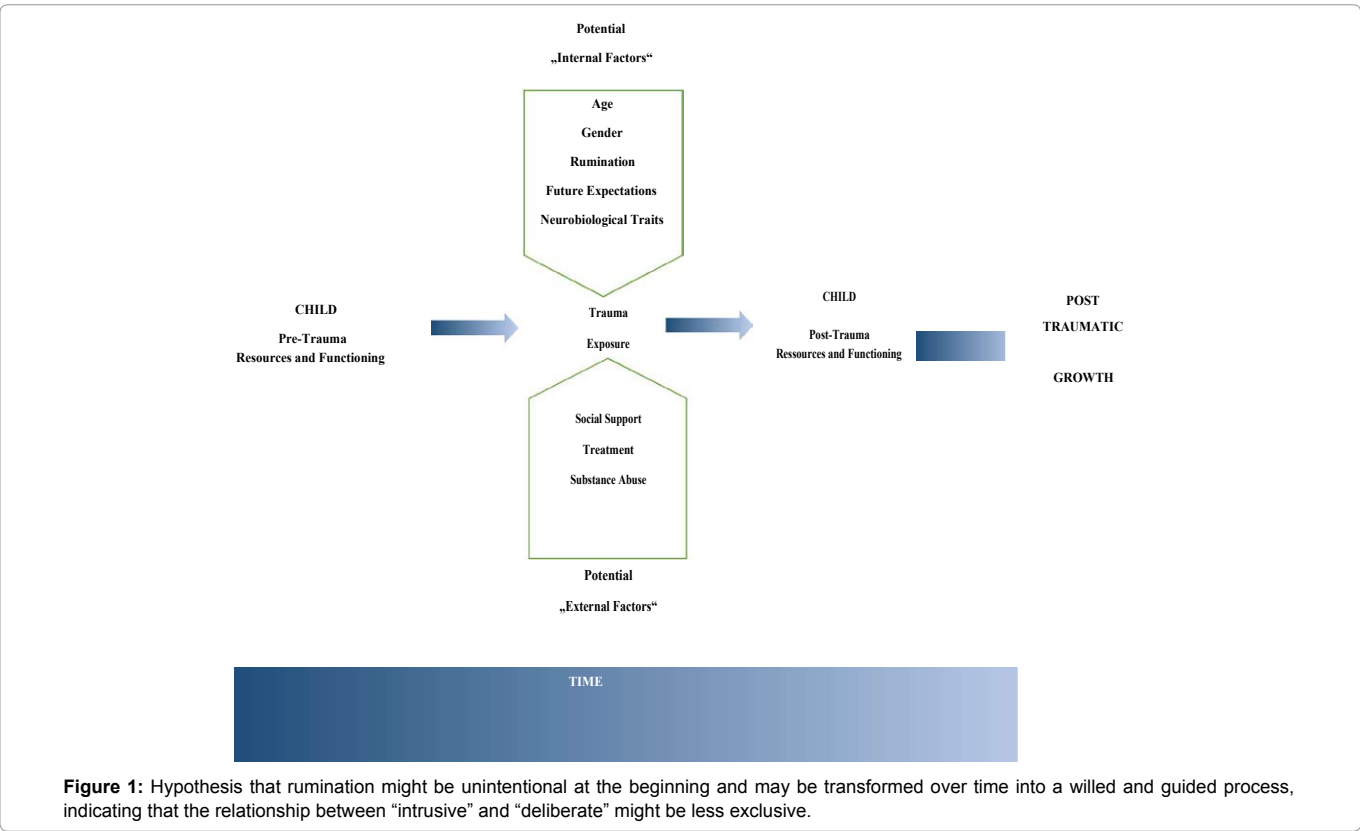 Potential
„Internal Factors“
Age
Gender
Rumination
Future Expectations
Neurobiological Traits
CHILD
Pre-Trauma
Resources and Functioning
Trauma
Exposure
CHILD
Post-Trauma
Ressources and Functioning
POST
TRAUMATIC
GROWTH
Social Support
Treatment
Substance Abuse
Potential
„External Factors“
TIME
Figure 1: Hypothesis that rumination might be unintentional at the beginning and may be transformed over time into a willed and guided process,
indicating that the relationship between “intrusive” and “deliberate” might be less exclusive.